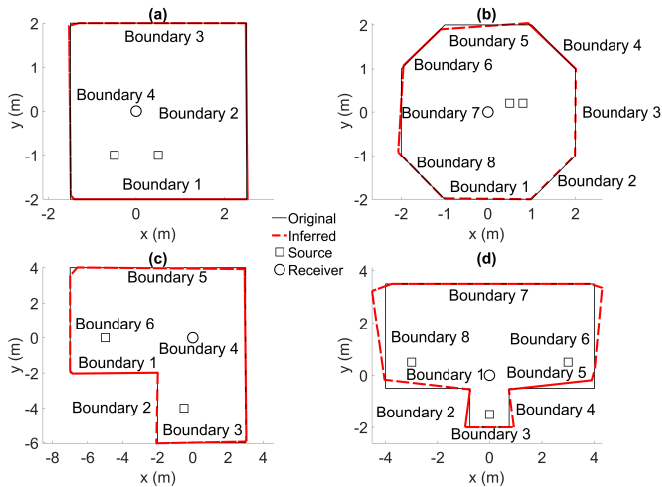 (a)
2
1
0
-1
-2
y (m)
Boundary 3
Boundary 4
Boundary 2
Boundary 1
-2
0
2
x (m)
(b)
2
1
0
-1
-2
y (m)
Boundary 5
Boundary 4
Boundary 6
Boundary 7
Boundary 3
Boundary 8
Boundary 2
Boundary 1
-2
-1
0
1
2
x (m)
Original
Inferred
Source
Receiver
(c)
4
2
0
-2
-4
-6
y (m)
Boundary 5
Boundary 6
Boundary 4
Boundary 1
Boundary 2
Boundary 3
-8
-6
-4
-2
0
2
4
x (m)
(d)
4
2
0
-2
y (m)
Boundary 7
Boundary 8
Boundary 6
Boundary 1
Boundary 5
Boundary 2
Boundary 4
Boundary 3
-4
-2
0
2
4
x (m)